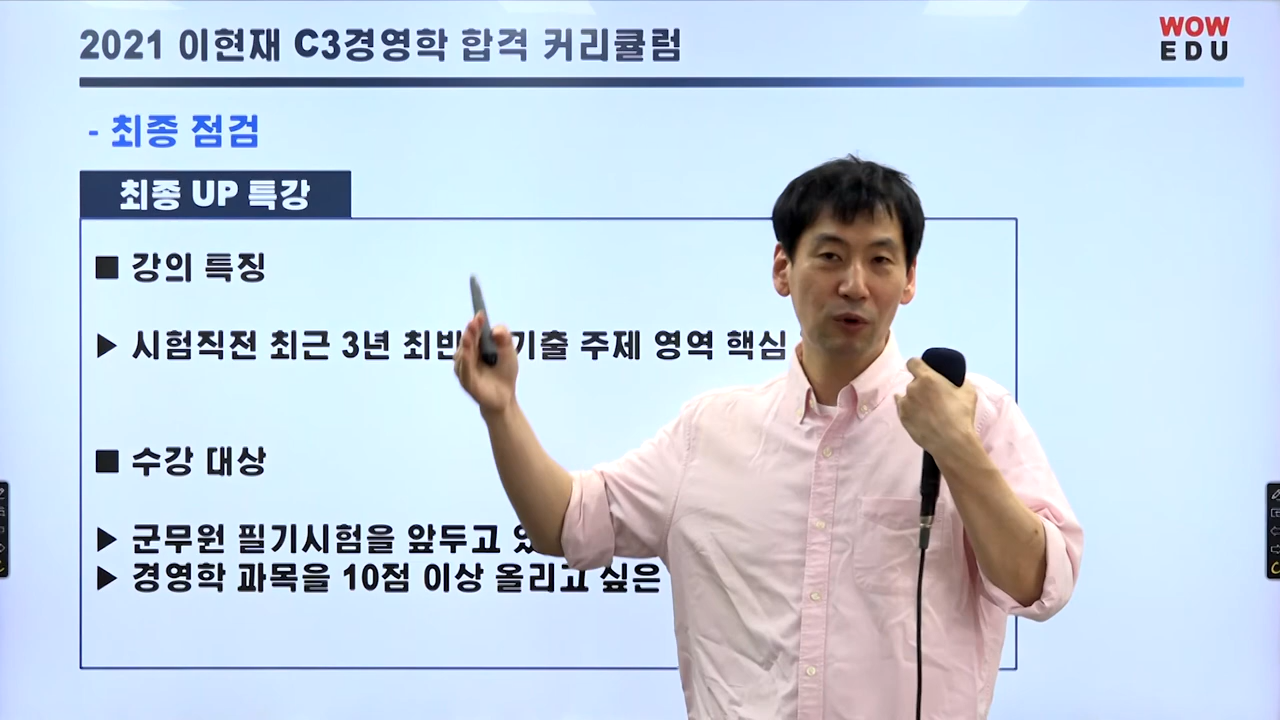 2021 이현재 C3경영학 합격 커리큘럼
WOW
EDU
- 최종 점검
최종 UP 특강
■ 강의 특징
▶ 시험직전 최근 3년 기출 주제 영역 핵심
■ 수강 대상
▶ 군무원 필기시험을 앞두고
▶ 경영학 과목을 10점 이상 올리고 싶은